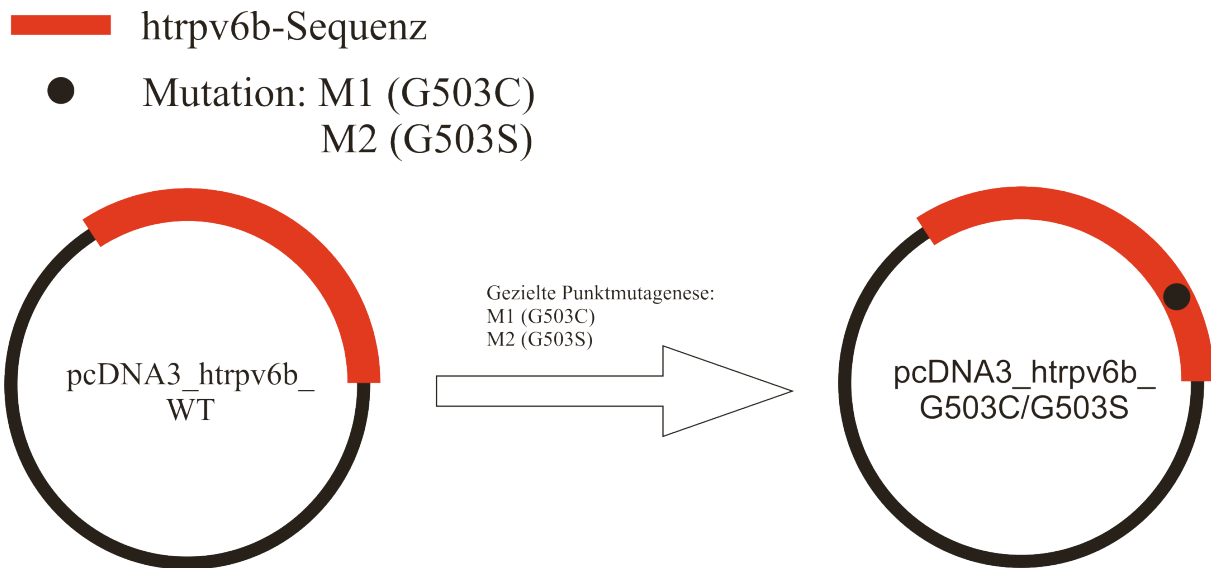 htrpv6b-Sequenz
Mutation: M1 (G503C)
M2 (G503S)
Gezielte Punktmutagenese:
M1 (G503C)
M2 (G503S)
pcDNA3_htrpv6b_
WT
pcDNA3_htrpv6b_
G503C/G503S